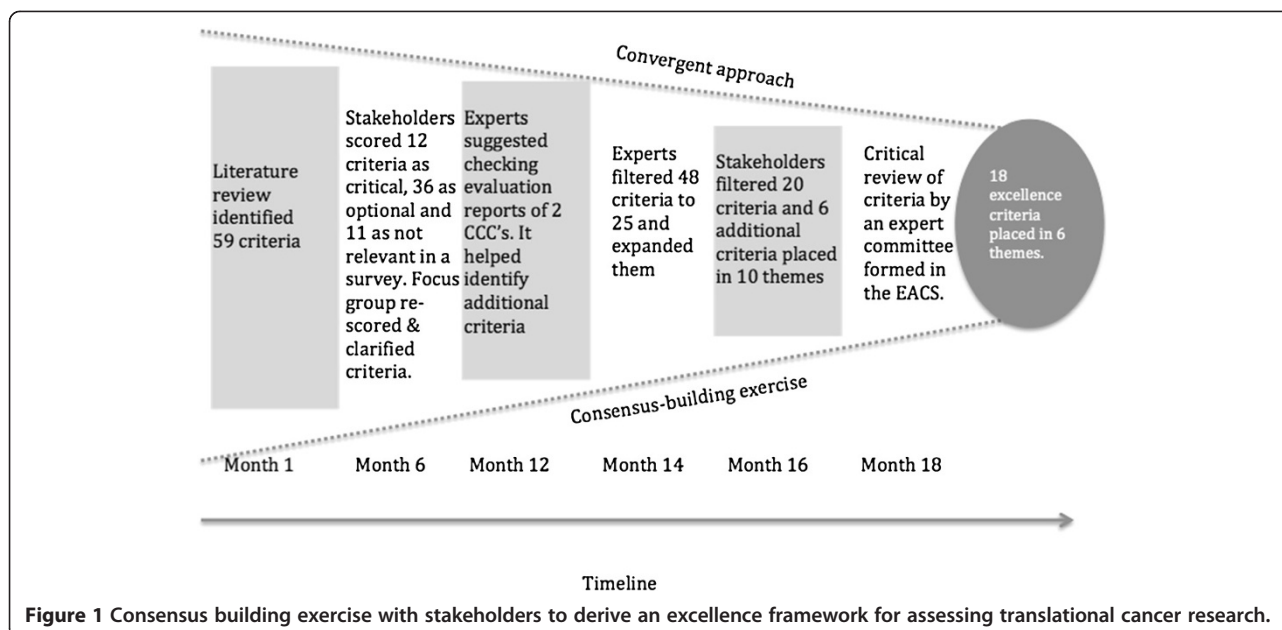 Convergent approach
Literature
review
identified
59 criteria
Stakeholders
scored 12
criteria as
critical, 36 as
optional and
11 as not
relevant in a
survey. Focus
group re-
scored &
clarified
criteria.
Experts
suggested
checking
evaluation
reports of 2
CCC's. It
helped
identify
additional
criteria
Experts
filtered 48
criteria to
25 and
expanded
them
Stakeholders
filtered 20
criteria and 6
additional
criteria placed
in 10 themes
Critical
review of
criteria by
an expert
committee
formed in
the EACS.
18
excellence
criteria
placed in 6
themes.
Consensus-building exercise
Month 1 Month 6 Month 12 Month 14 Month 16 Month 18
Timeline
Figure 1 Consensus building exercise with stakeholders to derive an excellence framework for assessing translational cancer research.